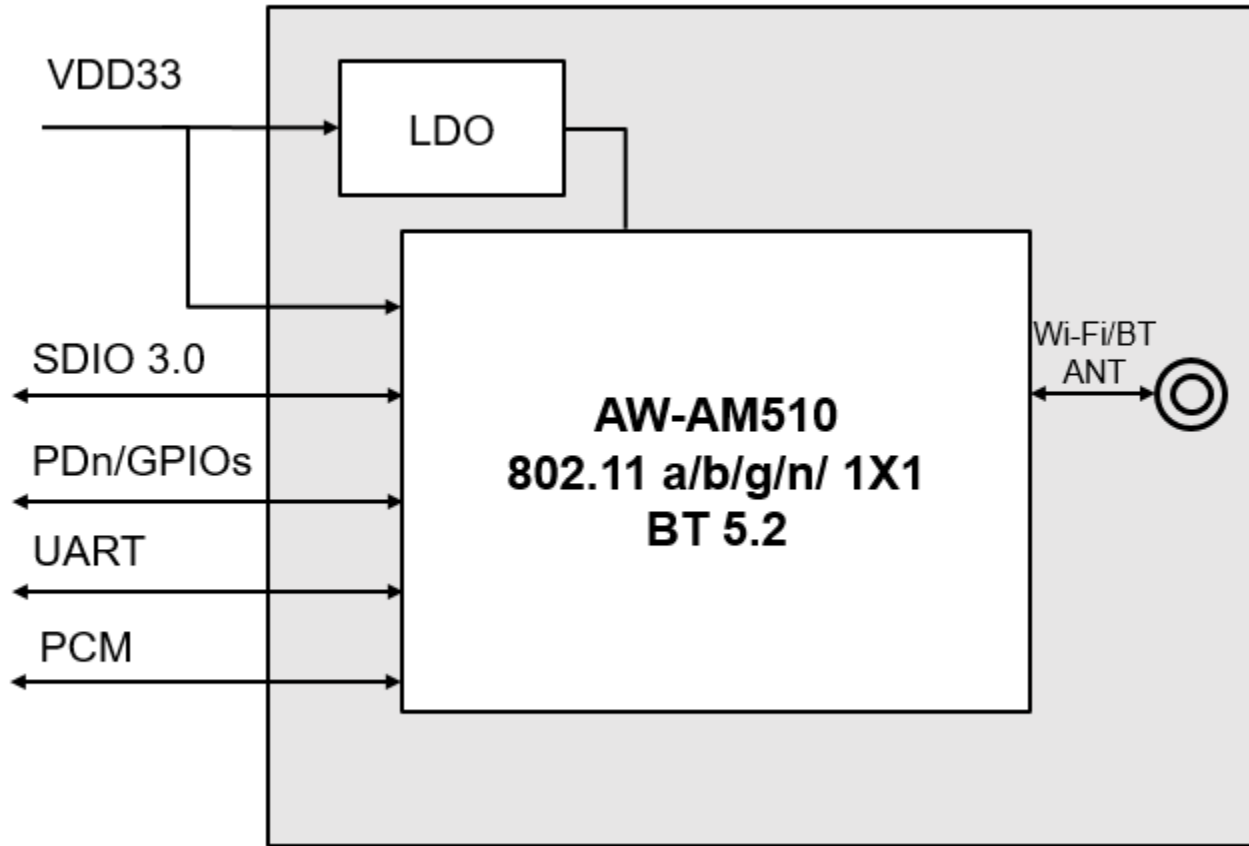 VDD33
LDO
SDIO 3.0
PDn/GPIOs
UART
PCM
AW-AM510
802.11 a/b/g/n/ 1X1
BT 5.2
Wi-Fi/BT
ANT